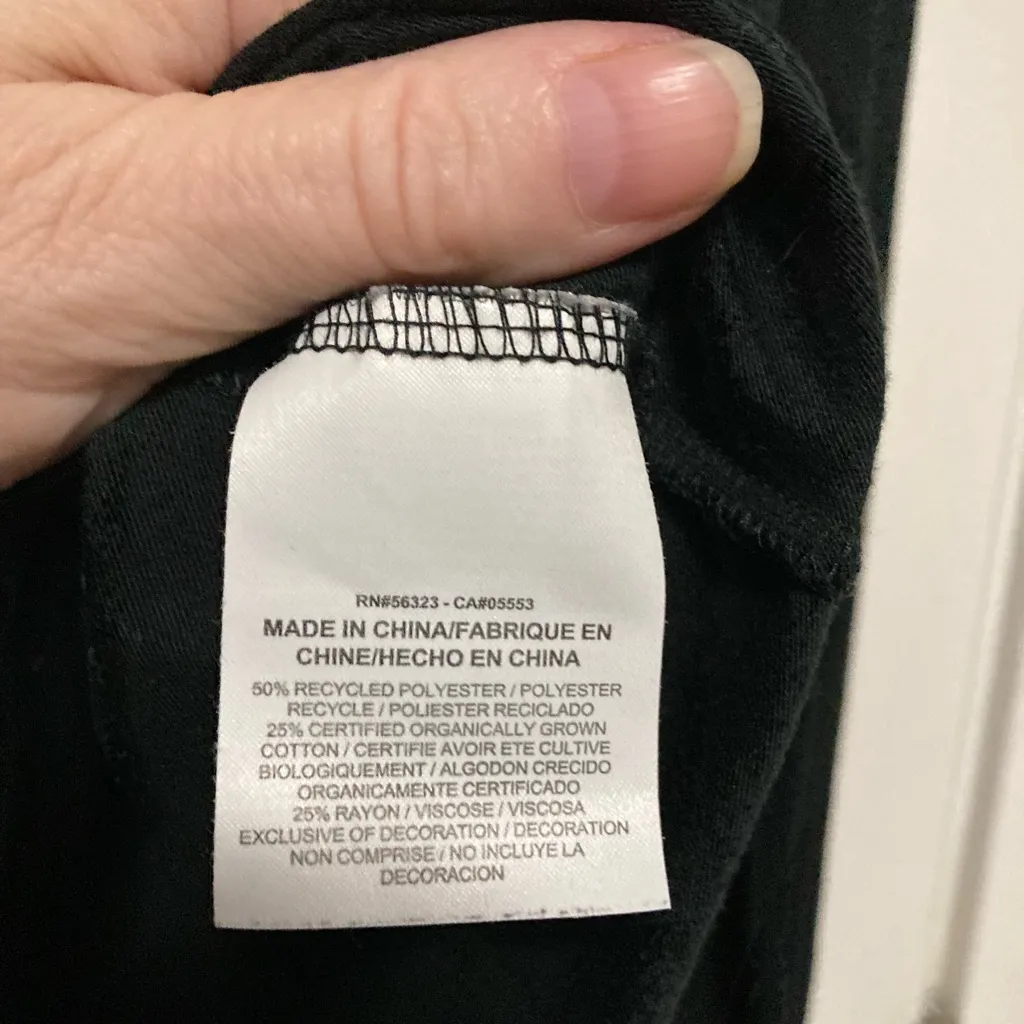 RN#56323 - CA#05553
MADE IN CHINA/FABRIQUE EN
CHINE/HECHO EN CHINA
50% RECYCLED POLYESTER / POLYESTER
RECYCLE / POLIESTER RECICLADO
25% CERTIFIED ORGANICALLY GROWN
COTTON / CERTIFIE AVOIR ETE CULTIVE
BIOLOGIQUEMENT / ALGODON CRECIDO
ORGANICAMENTE CERTIFICADO
25% RAYON / VISCOSE / VISCOSA
EXCLUSIVE OF DECORATION / DECORATION
NON COMPRISE / NO INCLUYE LA
DECORACION